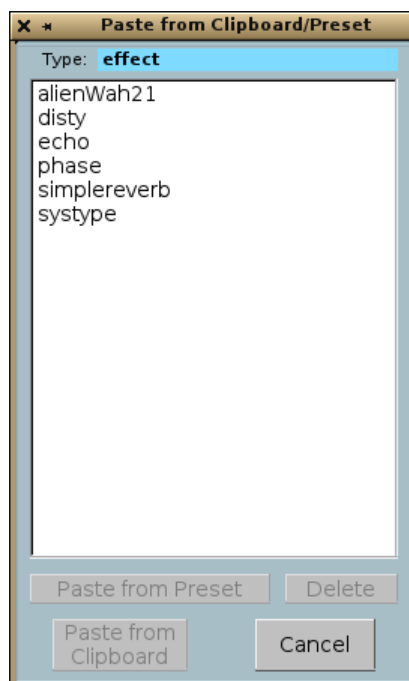 Paste from Clipboard/Preset
Type: effect
alienWah21
disty
echo
phase
simplereverb
systype
Paste from Preset
Delete
Paste from
Clipboard
Cancel